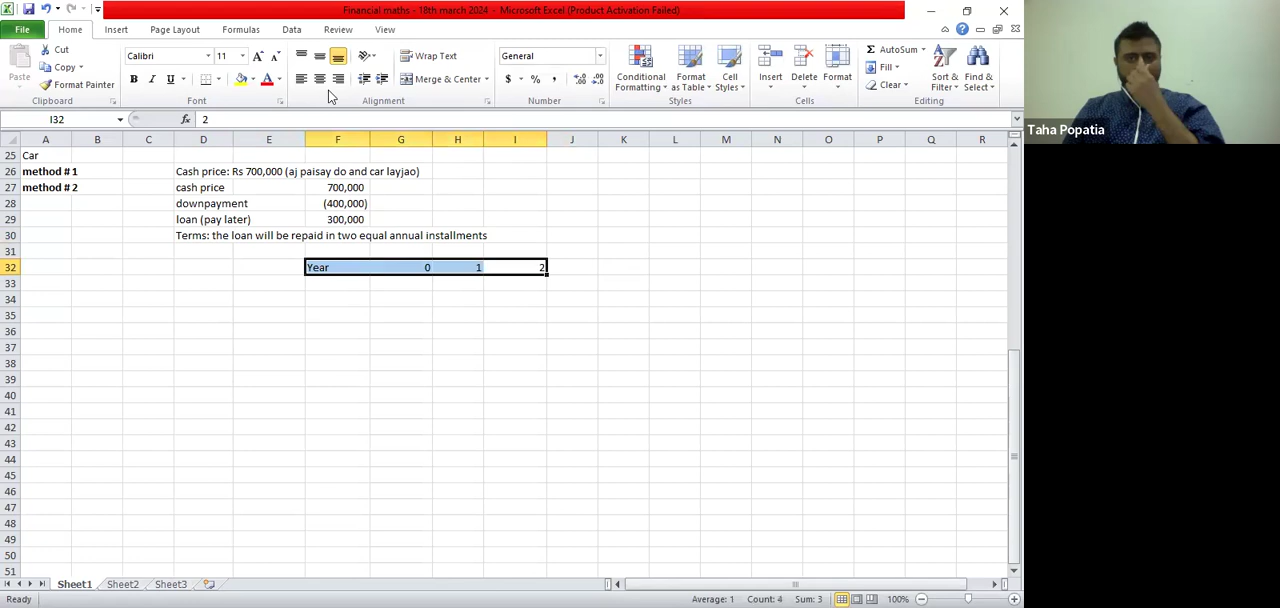 Financial maths - 18th march 2024 - Microsoft Excel (Product Activation Failed)
File Home Insert Page Layout Formulas Data Review View
Paste Cut Copy Format Painter Clipboard
Calibri 11 A A B I U A Font
Wrap Text Merge & Center Alignment
General $ % , Number
Conditional Formatting Format as Table Cell Styles Styles
Insert Delete Format Cells
Σ AutoSum Fill Clear Sort & Filter Find & Select Editing
I32 fx 2
A B C D E F G H I J K L M N O P Q R
25 Car
26 method # 1 Cash price: Rs 700,000 (aj paisay do and car layjao)
27 method # 2 cash price 700,000
28 downpayment (400,000)
29 loan (pay later) 300,000
30 Terms: the loan will be repaid in two equal annual installments
31
32 Year 0 1 2
33
34
35
36
37
38
39
40
41
42
43
44
45
46
47
48
49
50
51
Sheet1 Sheet2 Sheet3
Ready Average: 1 Count: 4 Sum: 3 100%
Taha Popatia